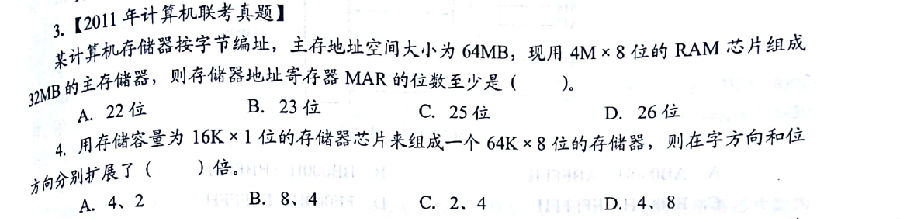 3.【2011 年计算机联考真题】
某计算机存储器按字节编址，主存地址空间大小为 64MB，现用 4M × 8 位的 RAM 芯片组成
32MB 的主存储器，则存储器地址寄存器 MAR 的位数至少是（ ）。
A. 22 位 B. 23 位 C. 25 位 D. 26 位
4. 用存储容量为 16K × 1 位的存储器芯片来组成一个 64K × 8 位的存储器，则在字方向和位
方向分别扩展了（ ）倍。
A. 4、2 B. 8、4 C. 2、4 D. 4、8